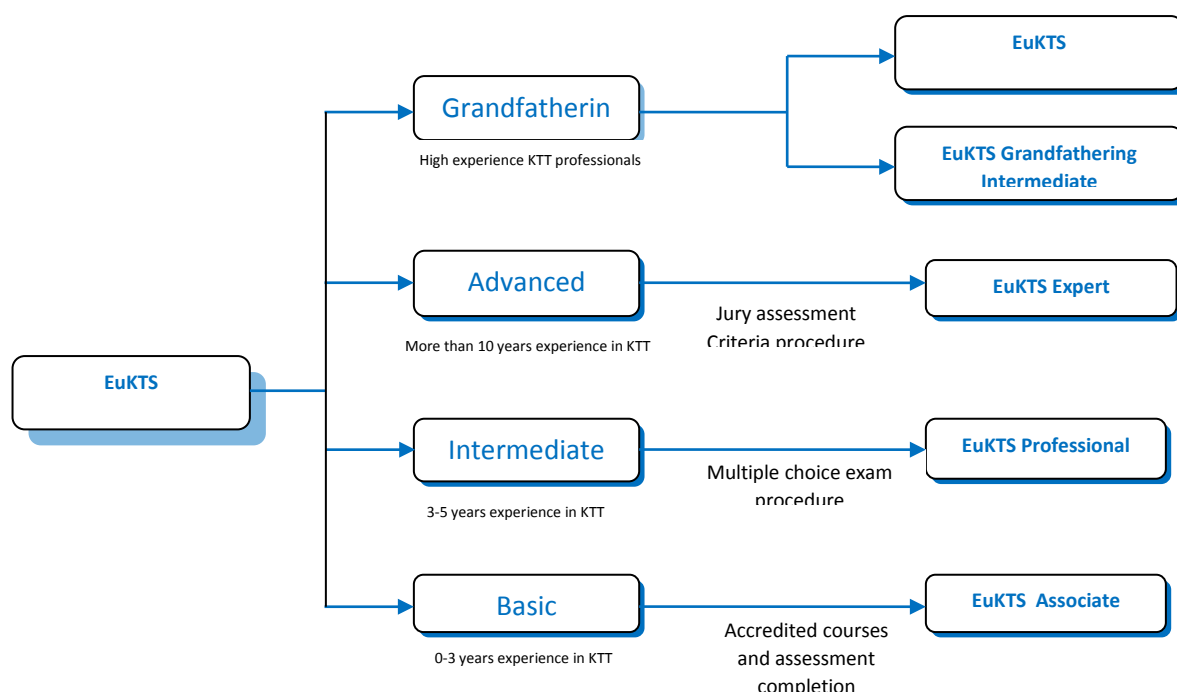 EuKTS
Grandfatherin
High experience KTT professionals
EuKTS
EuKTS Grandfathering
Intermediate
Advanced
More than 10 years experience in KTT
Jury assessment
Criteria procedure
EuKTS Expert
Intermediate
3-5 years experience in KTT
Multiple choice exam
procedure
EuKTS Professional
Basic
0-3 years experience in KTT
Accredited courses
and assessment
completion
EuKTS Associate